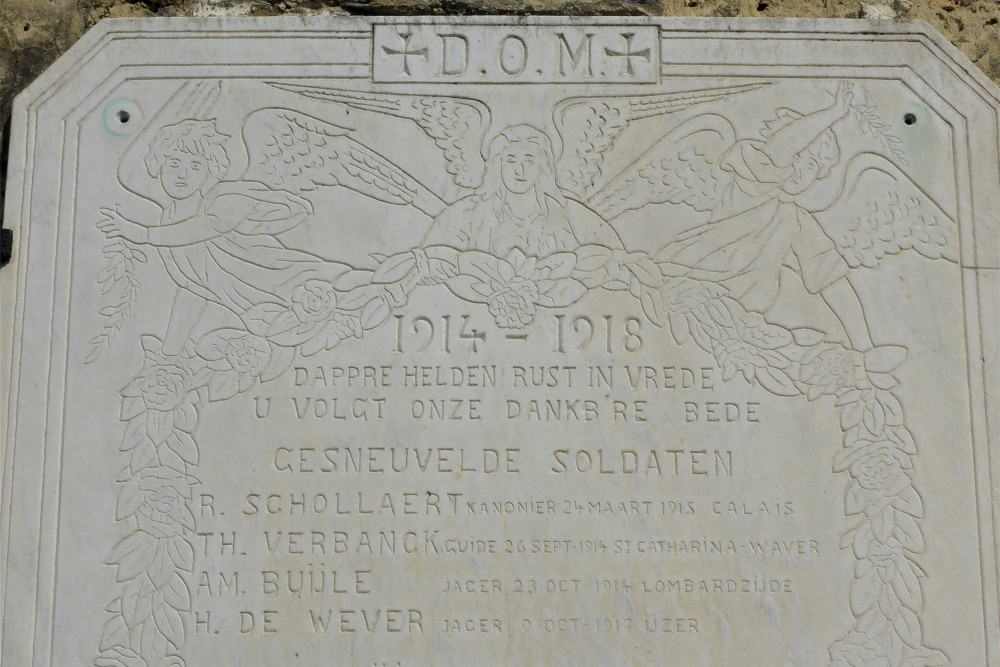 D.O.M.
1914 - 1918
DAPPRE HELDEN RUST IN VREDE
U VOLGT ONZE DANKB'RE BEDE
GESNEUVELDE SOLDATEN
R. SCHOLLAERT KANONIER 24 MAART 1915 CALAIS
TH. VERBANCK GUIDE 26 SEPT-1914 ST CATHARINA-WAVER
AM. BUÜLE JAGER 23 OCT-1914 LOMBARDZIJDE
H. DE WEVER JAGER 9 OCT- IJZER